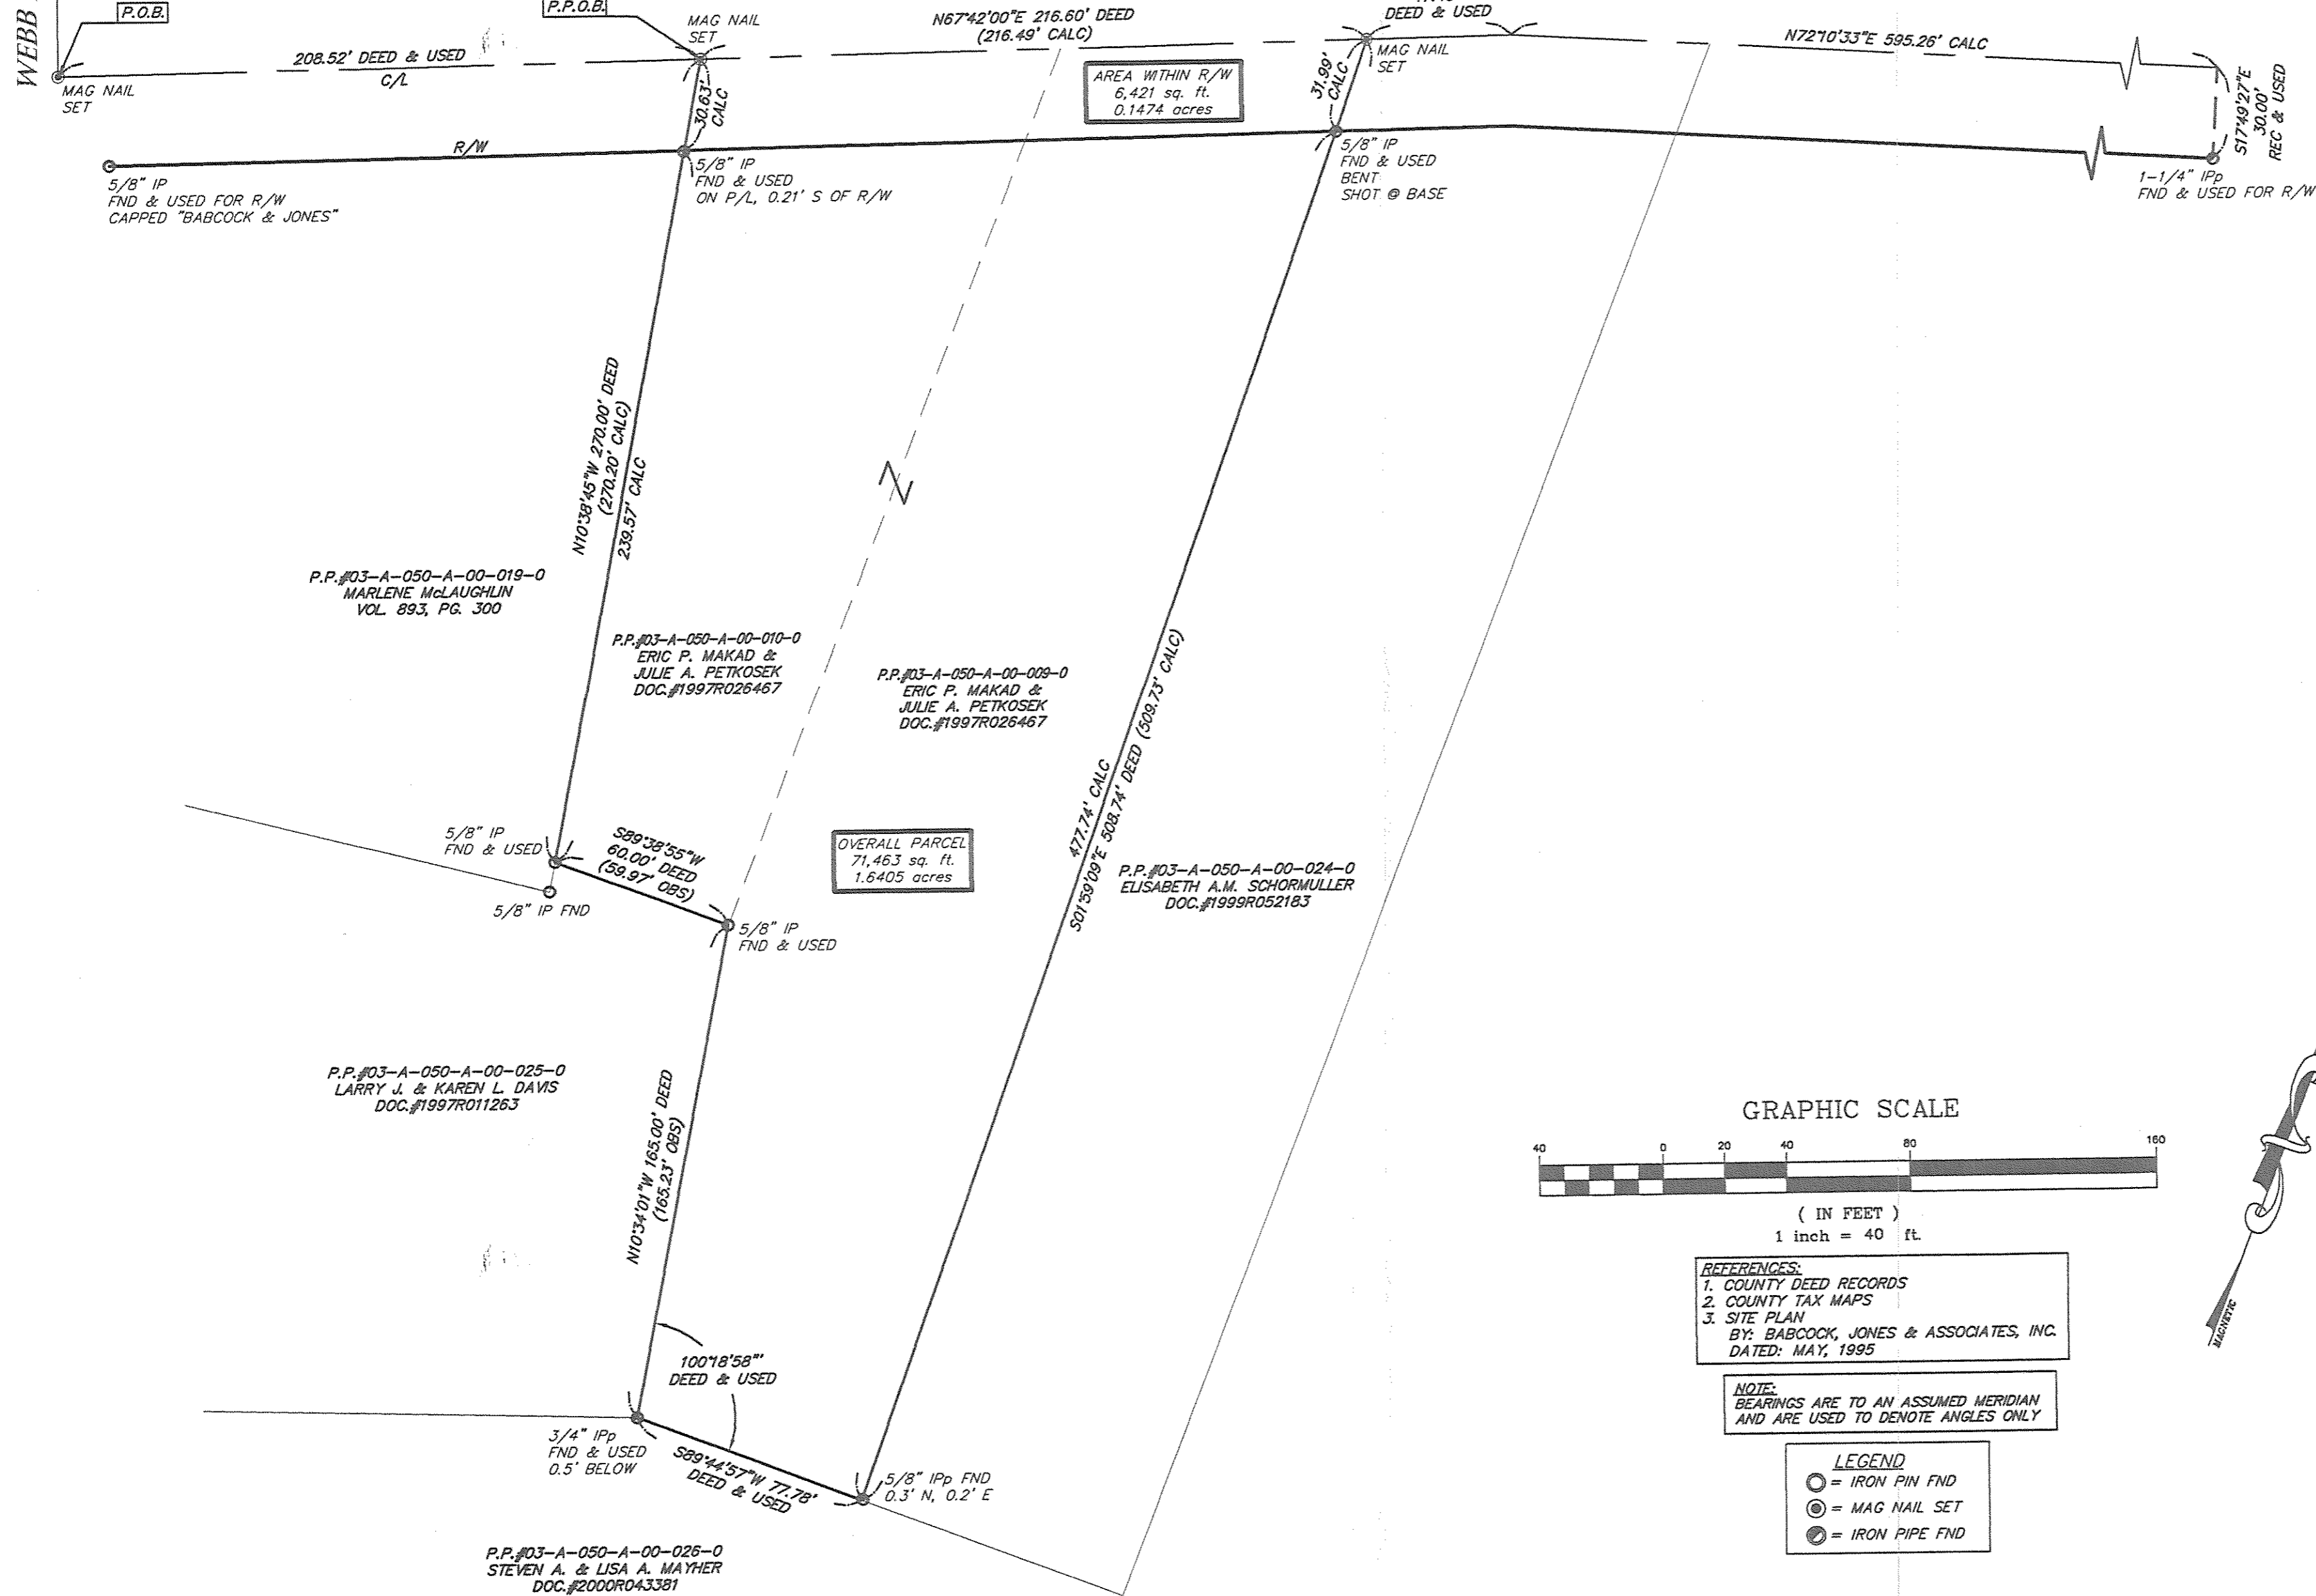 WEBB
P.O.B.
P.P.O.B.
MAG NAIL
SET
208.52' DEED & USED
C/L
MAG NAIL
SET
N67°42'00"E 216.60' DEED
(216.49' CALC)
DEED & USED
MAG NAIL
SET
N72°10'33"E 595.26' CALC
S17°49'27"E
30.00'
REC & USED
AREA WITHIN R/W
6,421 sq. ft.
0.1474 acres
30.63'
CALC
31.99'
CALC
R/W
5/8" IP
FND & USED FOR R/W
CAPPED "BABCOCK & JONES"
5/8" IP
FND & USED
ON P/L, 0.21' S OF R/W
5/8" IP
FND & USED
BENT
SHOT @ BASE
1-1/4" IPp
FND & USED FOR R/W
N10°38'45"W 270.00' DEED
(270.20' CALC)
239.57' CALC
Z
P.P.#03-A-050-A-00-019-0
MARLENE McLAUGHLIN
VOL. 893, PG. 300
P.P.#03-A-050-A-00-010-0
ERIC P. MAKAD &
JULIE A. PETKOSEK
DOC.#1997R026467
P.P.#03-A-050-A-00-009-0
ERIC P. MAKAD &
JULIE A. PETKOSEK
DOC.#1997R026467
477.74' CALC
S01°59'09"E 508.74' DEED (509.73' CALC)
5/8" IP
FND & USED
S89°38'55"W
60.00' DEED
(59.97' OBS)
5/8" IP FND
OVERALL PARCEL
71,463 sq. ft.
1.6405 acres
P.P.#03-A-050-A-00-024-0
ELISABETH A.M. SCHORMULLER
DOC.#1999R052183
5/8" IP
FND & USED
P.P.#03-A-050-A-00-025-0
LARRY J. & KAREN L. DAVIS
DOC.#1997R011263
N10°34'01"W 165.00' DEED
(165.23' OBS)
GRAPHIC SCALE
40 0 20 40 80 160
( IN FEET )
1 inch = 40 ft.
MAGNETIC
REFERENCES:
1. COUNTY DEED RECORDS
2. COUNTY TAX MAPS
3. SITE PLAN
BY: BABCOCK, JONES & ASSOCIATES, INC.
DATED: MAY, 1995
100°18'58"'
DEED & USED
NOTE:
BEARINGS ARE TO AN ASSUMED MERIDIAN
AND ARE USED TO DENOTE ANGLES ONLY
3/4" IPp
FND & USED
0.5' BELOW
S89°44'57"W 77.78'
DEED & USED
5/8" IPp FND
0.3' N, 0.2' E
LEGEND
= IRON PIN FND
= MAG NAIL SET
= IRON PIPE FND
P.P.#03-A-050-A-00-026-0
STEVEN A. & LISA A. MAYHER
DOC.#2000R043381